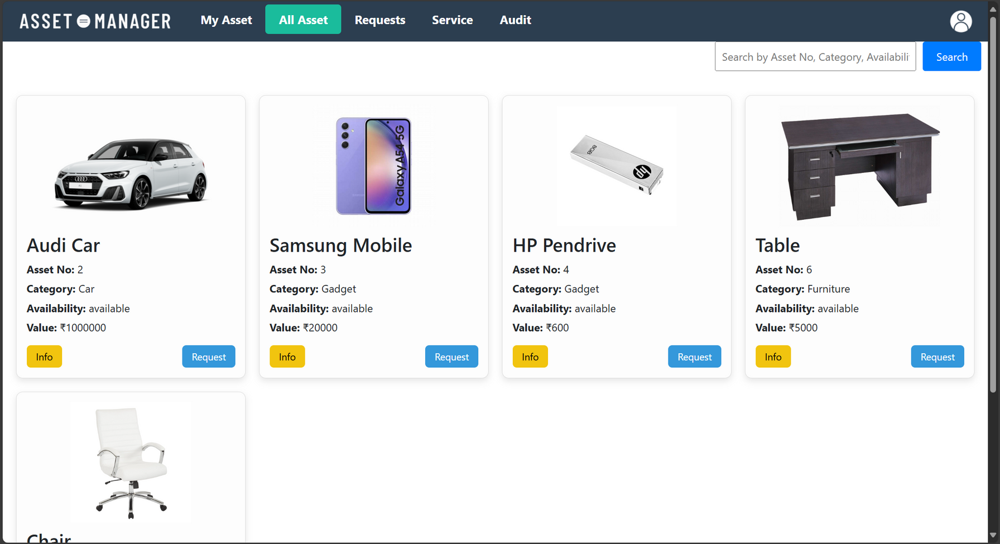 ASSET MANAGER
My Asset
All Asset
Requests
Service
Audit
Search by Asset No, Category, Availabili
Search
8GB
hp
Galaxy A54 5G
Audi Car
Asset No: 2
Category: Car
Availability: available
Value: ₹1000000
Info
Request
Samsung Mobile
Asset No: 3
Category: Gadget
Availability: available
Value: ₹20000
Info
Request
HP Pendrive
Asset No: 4
Category: Gadget
Availability: available
Value: ₹600
Info
Request
Table
Asset No: 6
Category: Furniture
Availability: available
Value: ₹5000
Info
Request
Chair